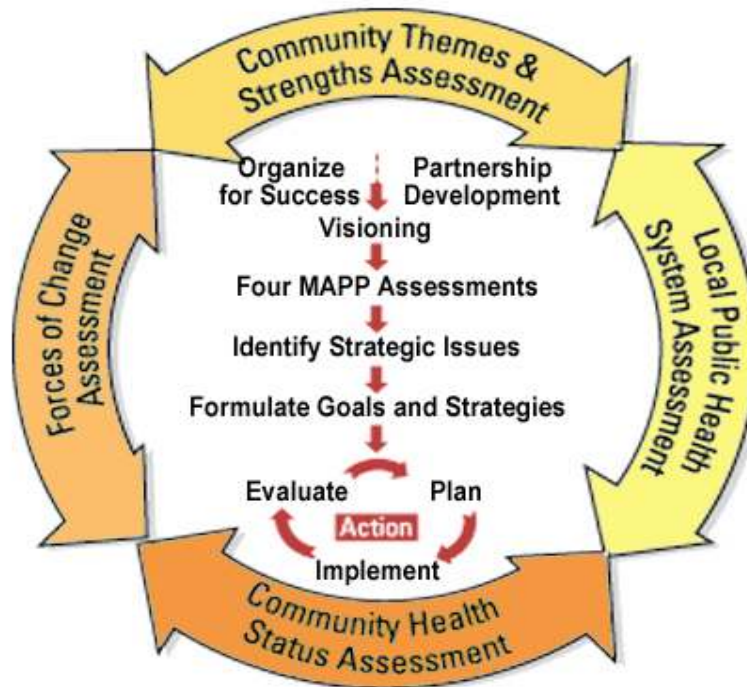 Community Themes &
Strengths Assessment
Organize
for Success
Partnership
Development
Visioning
Four MAPP Assessments
Identify Strategic Issues
Formulate Goals and Strategies
Evaluate
Plan
Action
Implement
Forces of Change
Assessment
Local Public Health
System Assessment
Community Health
Status Assessment